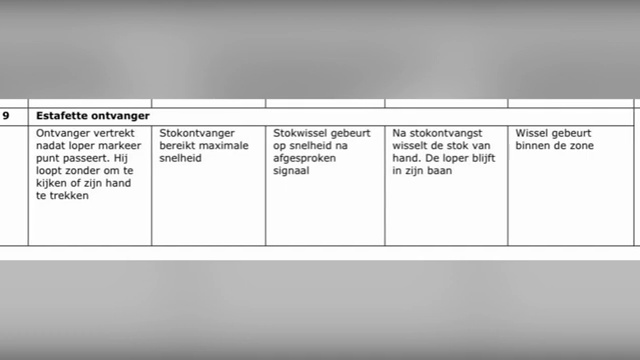 9 Estafette ontvanger
Ontvanger vertrekt
nadat loper markeer
punt passeert. Hij
loopt zonder om te
kijken of zijn hand
te trekken
Stokontvanger
bereikt maximale
snelheid
Stokwissel gebeurt
op snelheid na
afgesproken
signaal
Na stokontvangst
wisselt de stok van
hand. De loper blijft
in zijn baan
Wissel gebeurt
binnen de zone